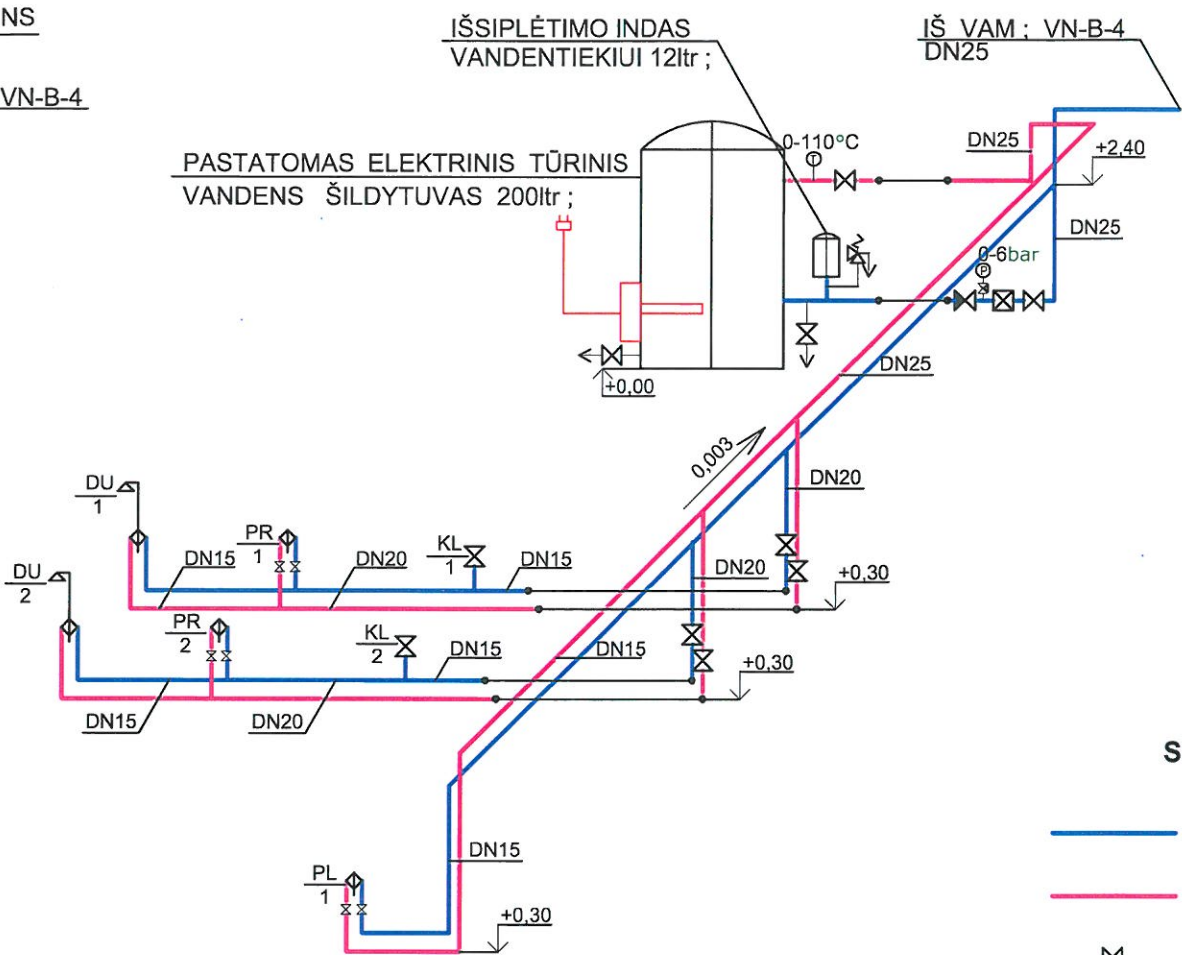 NS
VN-B-4
IŠSIPLĖTIMO INDAS
VANDENTIEKIUI 12ltr ;
IŠ VAM ; VN-B-4
DN25
PASTATOMAS ELEKTRINIS TŪRINIS
VANDENS ŠILDYTUVAS 200ltr ;
0-110°C
T
DN25
+2,40
DN25
0-6bar
P
+0,00
DN25
0,003
DN20
DU
1
PR
1
KL
1
DN15
DN20
DN15
DN20
+0,30
DU
2
PR
2
KL
2
DN15
DN15
+0,30
DN15
DN20
DN15
PL
1
+0,30
S